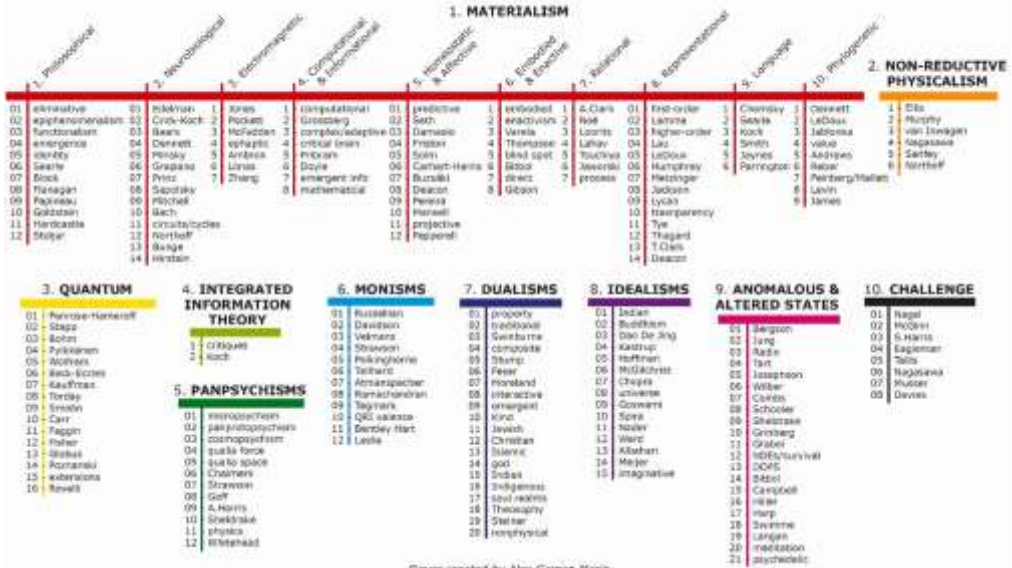 1. MATERIALISM
1. Philosophical
01 eliminative
02 epiphenomenalism
03 functionalism
04 emergence
05 identity
06 Searle
07 Block
08 Flanagan
09 Papineau
10 Goldstein
11 Hardcastle
12 Stoljar
2. Neurobiological
01 Edelman
02 Crick-Koch
03 Baars
04 Dennett
05 Minsky
06 Graziano
07 Prinz
08 Sapolsky
09 Mitchell
10 Bach
11 circuits/cycles
12 Northoff
13 Bunge
14 Hirstein
3. Electromagnetic
1 Jones
2 Pockett
3 McFadden
4 ephaptic
5 Ambron
6 Llinas
7 Zhang
4. Computational & Informational
1 computational
2 Grossberg
3 complex/adaptive
4 critical brain
5 Pribram
6 Doyle
7 emergent info
8 mathematical
5. Homeostatic & Affective
01 predictive
02 Seth
03 Damasio
04 Friston
05 Solms
06 Carhart-Harris
07 Buzsáki
08 Deacon
09 Pereira
10 Mansell
11 projective
12 Pepperell
6. Embodied & Enactive
1 embodied
2 enactivism
3 Varela
4 Thompson
5 blind spot
6 Bitbol
7 direct
8 Gibson
7. Relational
1 A.Clark
2 Noë
3 Loorits
4 Lahav
5 Tsuchiya
6 Jaworski
7 process
8. Representational
01 first-order
02 Lamme
03 higher-order
04 Lau
05 LeDoux
06 Humphrey
07 Metzinger
08 Jackson
09 Lycan
10 transparency
11 Tye
12 Thagard
13 T.Clark
14 Deacon
9. Language
1 Chomsky
2 Searle
3 Koch
4 Smith
5 Jaynes
6 Parrington
10. Phylogenetic
1 Dennett
2 LeDoux
3 Jablonka
4 value
5 Andrews
6 Reber
7 Feinberg/Mallatt
8 Levin
9 James
2. NON-REDUCTIVE PHYSICALISM
1 Ellis
2 Murphy
3 van Inwagen
4 Nagasawa
5 Sanfey
6 Northoff
3. QUANTUM
01 Penrose-Hameroff
02 Stapp
03 Bohm
04 Pylkkänen
05 Wolfram
06 Beck-Eccles
07 Kauffman
08 Torday
09 Smolin
10 Carr
11 Faggin
12 Fisher
13 Globus
14 Poznanski
15 extensions
16 Rovelli
4. INTEGRATED INFORMATION THEORY
1 critiques
2 Koch
5. PANPSYCHISMS
01 micropsychism
02 panprotopsychism
03 cosmopsychism
04 qualia force
05 qualia space
06 Chalmers
07 Strawson
08 Goff
09 A.Harris
10 Sheldrake
11 physics
12 Whitehead
6. MONISMS
01 Russellian
02 Davidson
03 Velmans
04 Strawson
05 Polkinghorne
06 Teilhard
07 Atmanspacher
08 Ramachandran
09 Tegmark
10 QRI valence
11 Bentley Hart
12 Leslie
7. DUALISMS
01 property
02 traditional
03 Swinburne
04 composite
05 Stump
06 Feser
07 Moreland
08 interactive
09 emergent
10 Kind
11 Jewish
12 Christian
13 Islamic
14 god
15 Indian
16 Indigenous
17 soul realms
18 Theosophy
19 Steiner
20 nonphysical
8. IDEALISMS
01 Indian
02 Buddhism
03 Dao De Jing
04 Kastrup
05 Hoffman
06 McGilchrist
07 Chopra
08 universe
09 Goswami
10 Spira
11 Nader
12 Ward
13 Albahari
14 Meijer
15 imaginative
9. ANOMALOUS & ALTERED STATES
01 Bergson
02 Jung
03 Radin
04 Tart
05 Josephson
06 Wilber
07 Combs
08 Schooler
09 Sheldrake
10 Grinberg
11 Graboi
12 NDEs/survival
13 DOPS
14 Bitbol
15 Campbell
16 Hiller
17 Harp
18 Swimme
19 Langan
20 meditation
21 psychedelic
10. CHALLENGE
01 Nagel
02 McGinn
03 S.Harris
04 Eagleman
05 Tallis
06 Nagasawa
07 Musser
08 Davies